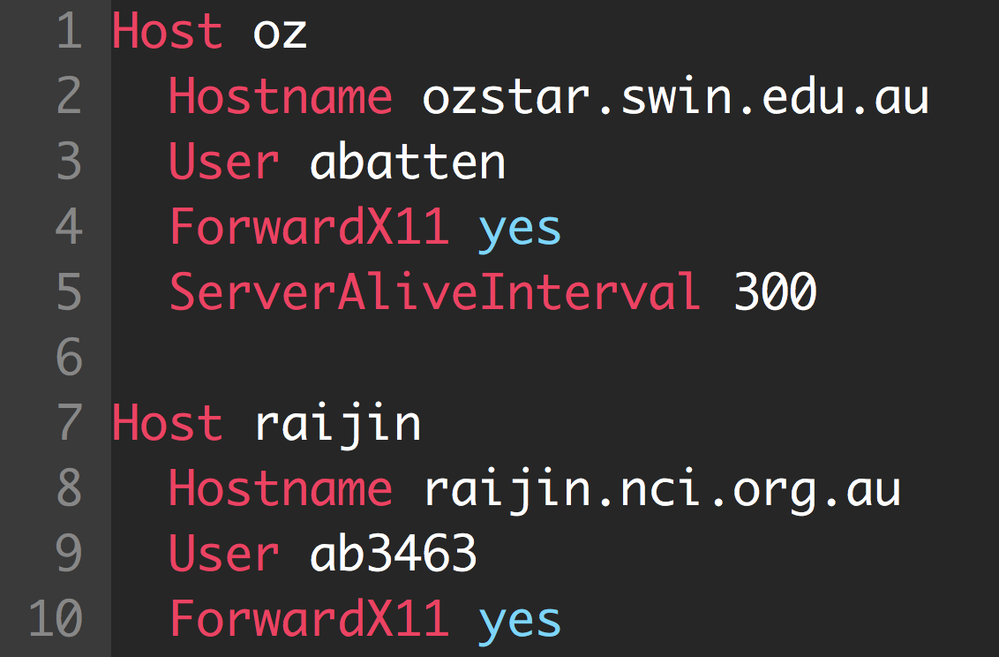 1 Host oz
2 Hostname ozstar.swin.edu.au
3 User abatten
4 ForwardX11 yes
5 ServerAliveInterval 300
6
7 Host raijin
8 Hostname raijin.nci.org.au
9 User ab3463
10 ForwardX11 yes